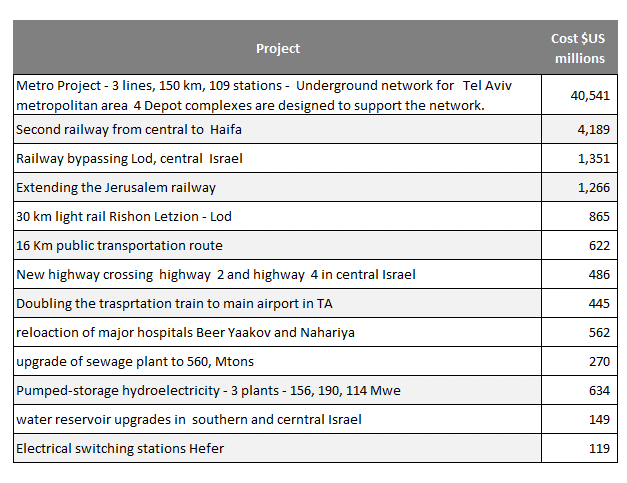 Project
Cost $US
millions
Metro Project - 3 lines, 150 km, 109 stations -  Underground network for  Tel Aviv
metropolitan area  4 Depot complexes are designed to support the network.
40,541
Second railway from central to  Haifa
4,189
Railway bypassing Lod, central  Israel
1,351
Extending the Jerusalem railway
1,266
30 km light rail Rishon Letzion - Lod
865
16 Km public transportation route
622
New highway crossing  highway  2 and highway  4 in central Israel
486
Doubling the trasprtation train to main airport in TA
445
reloaction of major hospitals Beer Yaakov and Nahariya
562
upgrade of sewage plant to 560, Mtons
270
Pumped-storage hydroelectricity - 3 plants - 156, 190, 114 Mwe
634
water reservoir upgrades in  southern and cerntral Israel
149
Electrical switching stations Hefer
119